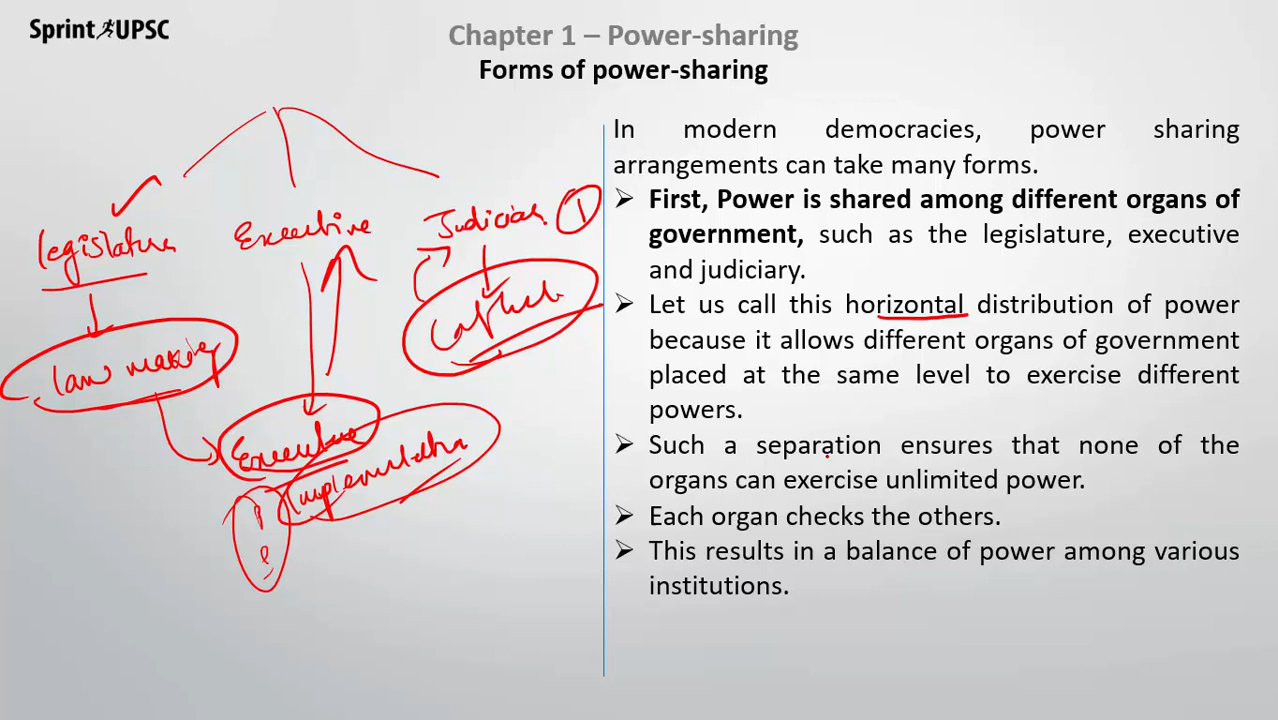 Sprint UPSC
Chapter 1 – Power-sharing
Forms of power-sharing
legislature
Executive
law making
Executive
Implementation
In modern democracies, power sharing
arrangements can take many forms.
➢ First, Power is shared among different organs of
government, such as the legislature, executive
and judiciary.
➢ Let us call this horizontal distribution of power
because it allows different organs of government
placed at the same level to exercise different
powers.
➢ Such a separation ensures that none of the
organs can exercise unlimited power.
➢ Each organ checks the others.
➢ This results in a balance of power among various
institutions.